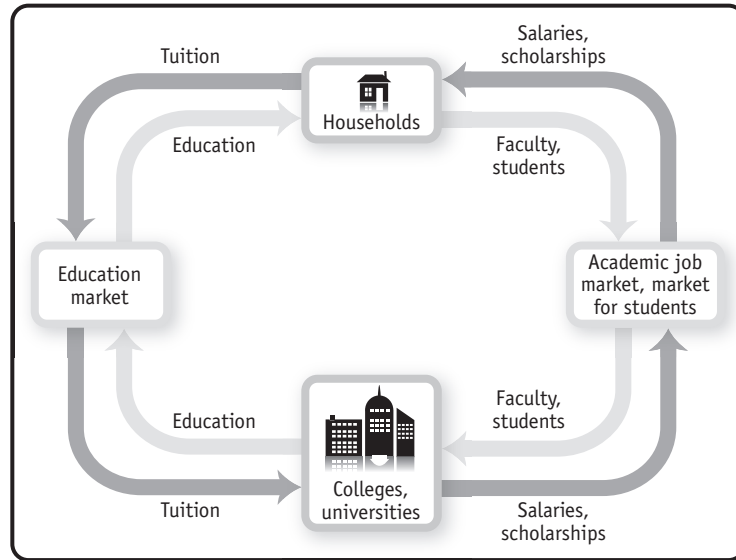 Tuition
Salaries,
scholarships
Households
Education
Faculty,
students
Education
market
Academic job
market, market
for students
Education
Faculty,
students
Colleges,
universities
Tuition
Salaries,
scholarships